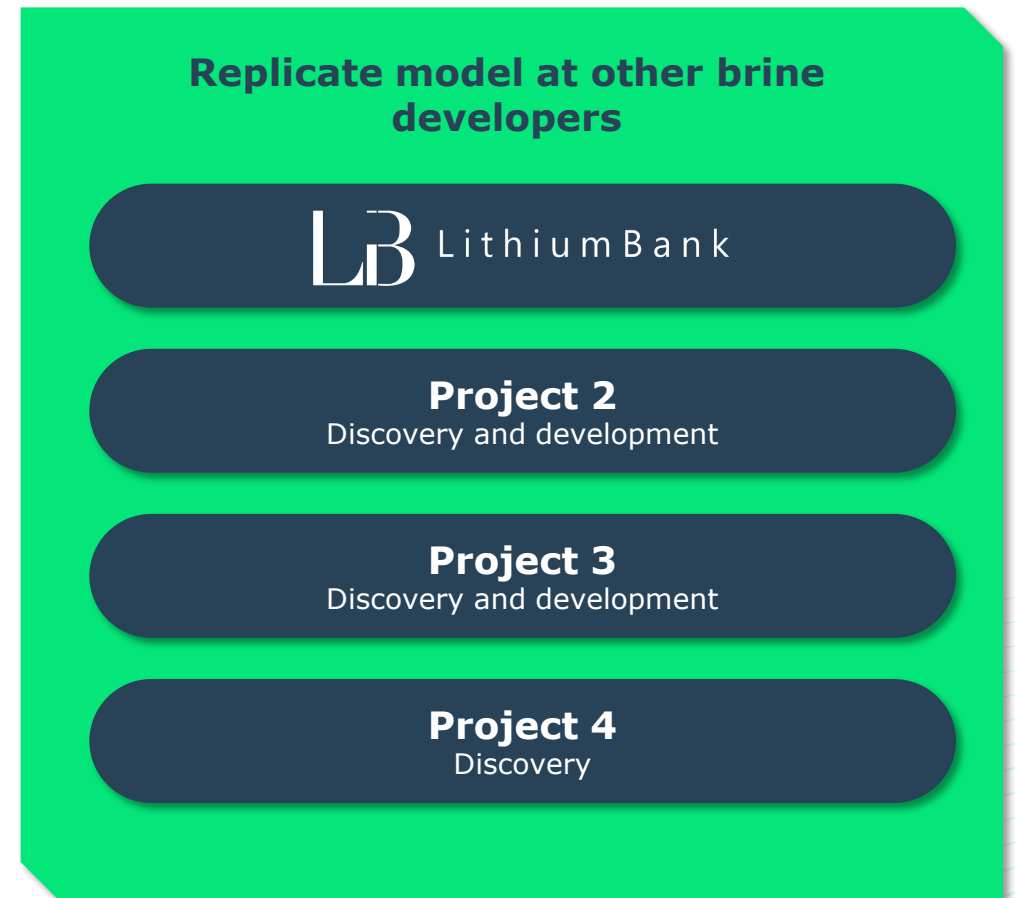 Replicate model at other brine
developers
LB LithiumBank
Project 2
Discovery and development
Project 3
Discovery and development
Project 4
Discovery